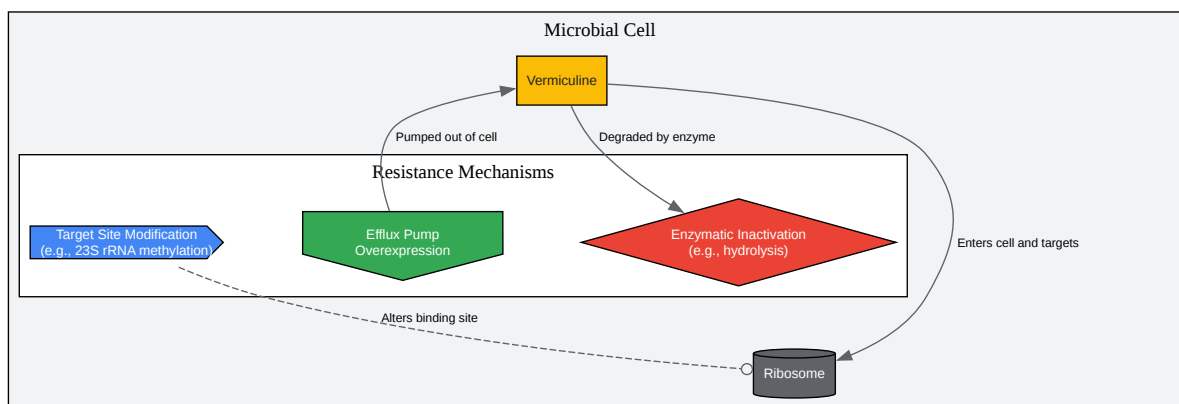 Microbial Cell
Vermiculine
Pumped out of cell
Degraded by enzyme
Resistance Mechanisms
Target Site Modification
(e.g., 23S rRNA methylation)
Efflux Pump
Overexpression
Enzymatic Inactivation
(e.g., hydrolysis)
Enters cell and targets
Alters binding site
Ribosome